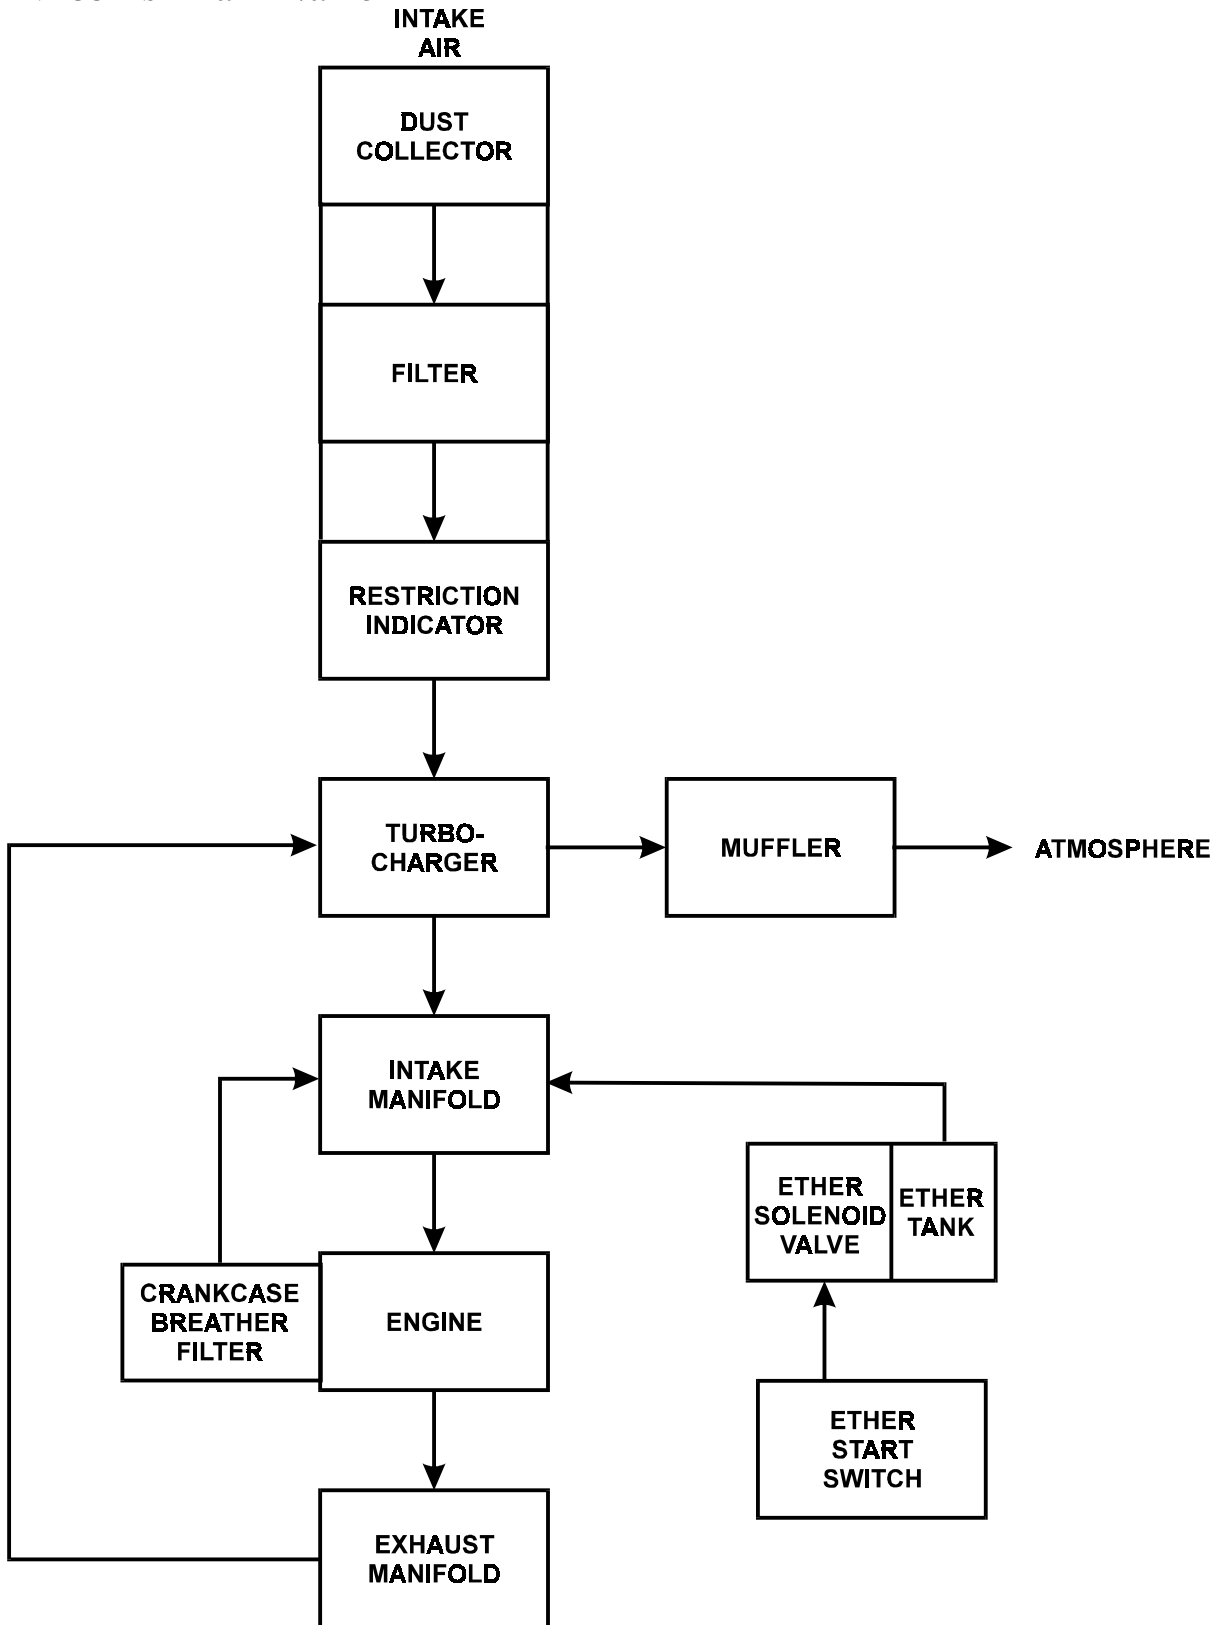 INTAKE
AIR
DUST
COLLECTOR
FILTER
RESTRICTION
INDICATOR
TURBO-
CHARGER
MUFFLER
ATMOSPHERE
INTAKE
MANIFOLD
ETHER
SOLENOID
VALVE
ETHER
TANK
CRANKCASE
BREATHER
FILTER
ENGINE
ETHER
START
SWITCH
EXHAUST
MANIFOLD